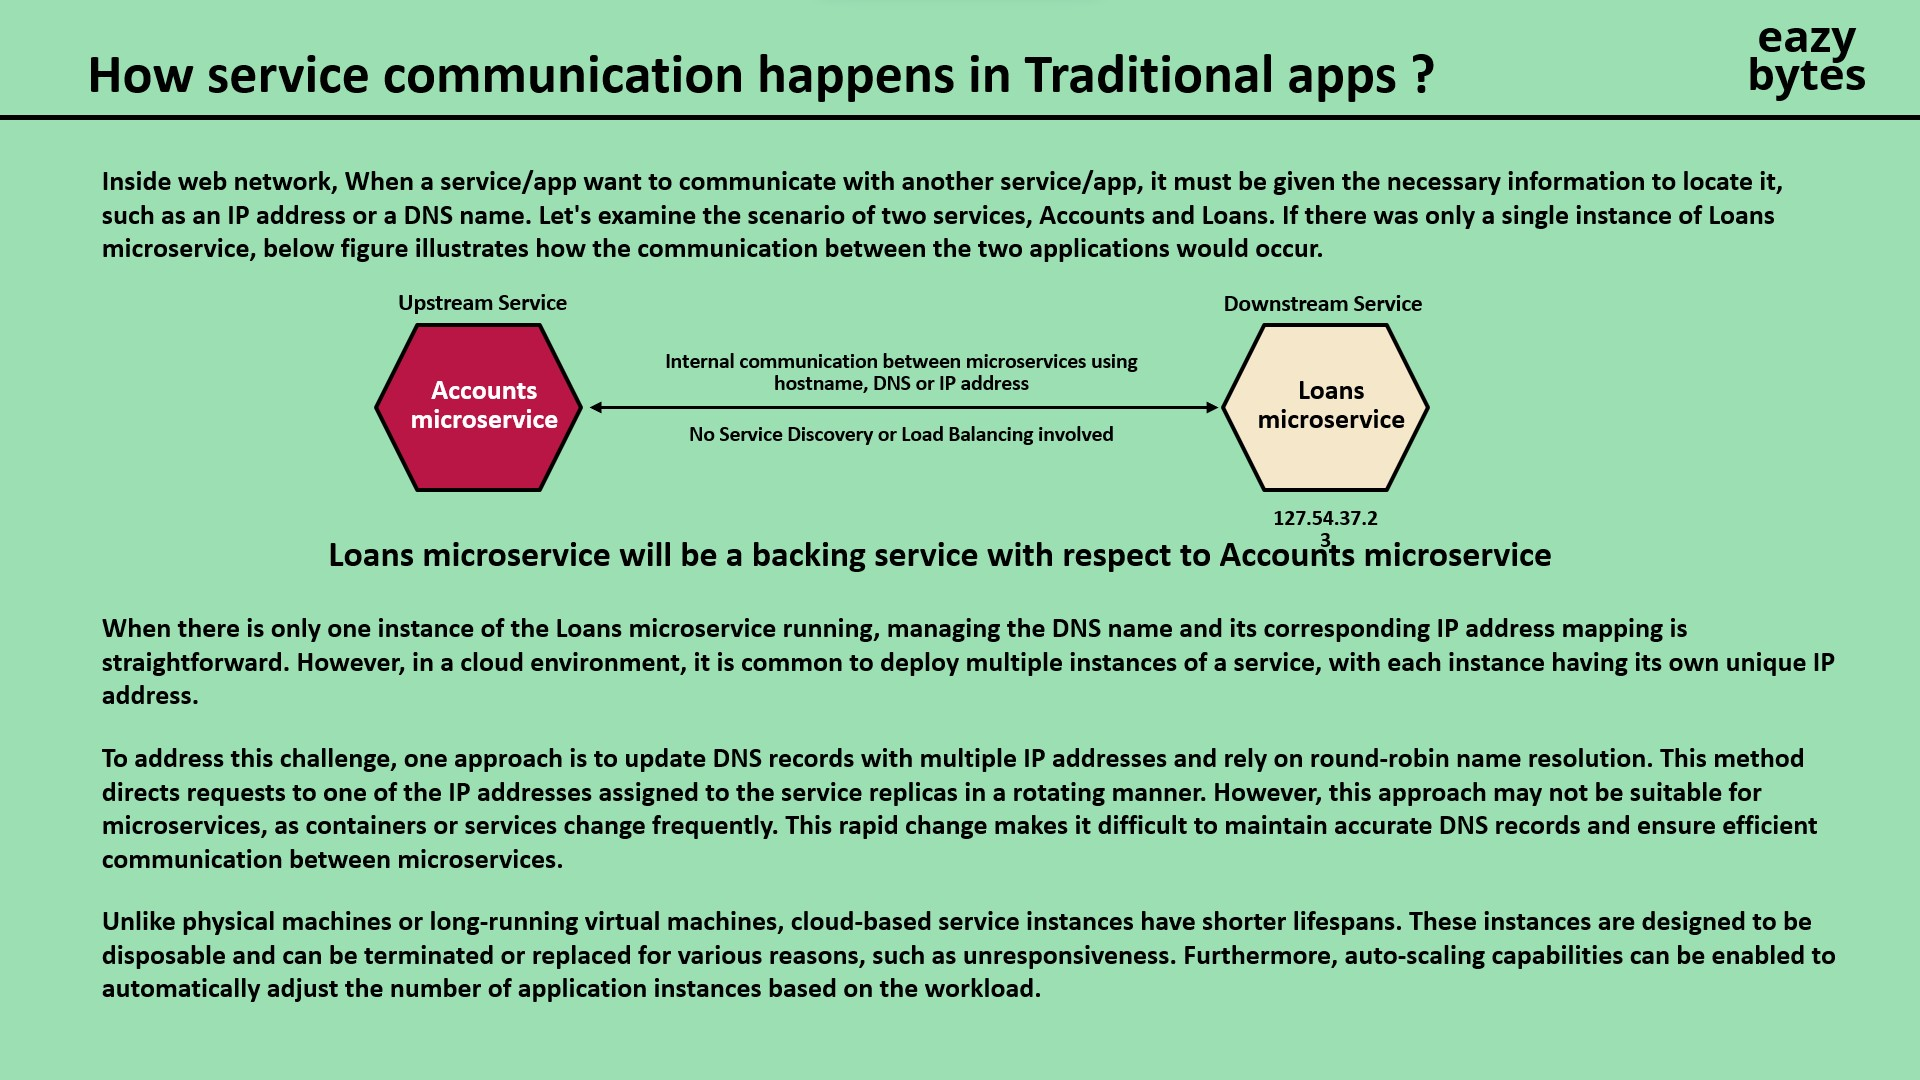 How service communication happens in Traditional apps ?
eazy
bytes
Inside web network, When a service/app want to communicate with another service/app, it must be given the necessary information to locate it,
such as an IP address or a DNS name. Let's examine the scenario of two services, Accounts and Loans. If there was only a single instance of Loans
microservice, below figure illustrates how the communication between the two applications would occur.
Upstream Service
Downstream Service
Accounts
microservice
Internal communication between microservices using
hostname, DNS or IP address
No Service Discovery or Load Balancing involved
Loans
microservice
127.54.37.2
3
Loans microservice will be a backing service with respect to Accounts microservice
When there is only one instance of the Loans microservice running, managing the DNS name and its corresponding IP address mapping is
straightforward. However, in a cloud environment, it is common to deploy multiple instances of a service, with each instance having its own unique IP
address.
To address this challenge, one approach is to update DNS records with multiple IP addresses and rely on round-robin name resolution. This method
directs requests to one of the IP addresses assigned to the service replicas in a rotating manner. However, this approach may not be suitable for
microservices, as containers or services change frequently. This rapid change makes it difficult to maintain accurate DNS records and ensure efficient
communication between microservices.
Unlike physical machines or long-running virtual machines, cloud-based service instances have shorter lifespans. These instances are designed to be
disposable and can be terminated or replaced for various reasons, such as unresponsiveness. Furthermore, auto-scaling capabilities can be enabled to
automatically adjust the number of application instances based on the workload.